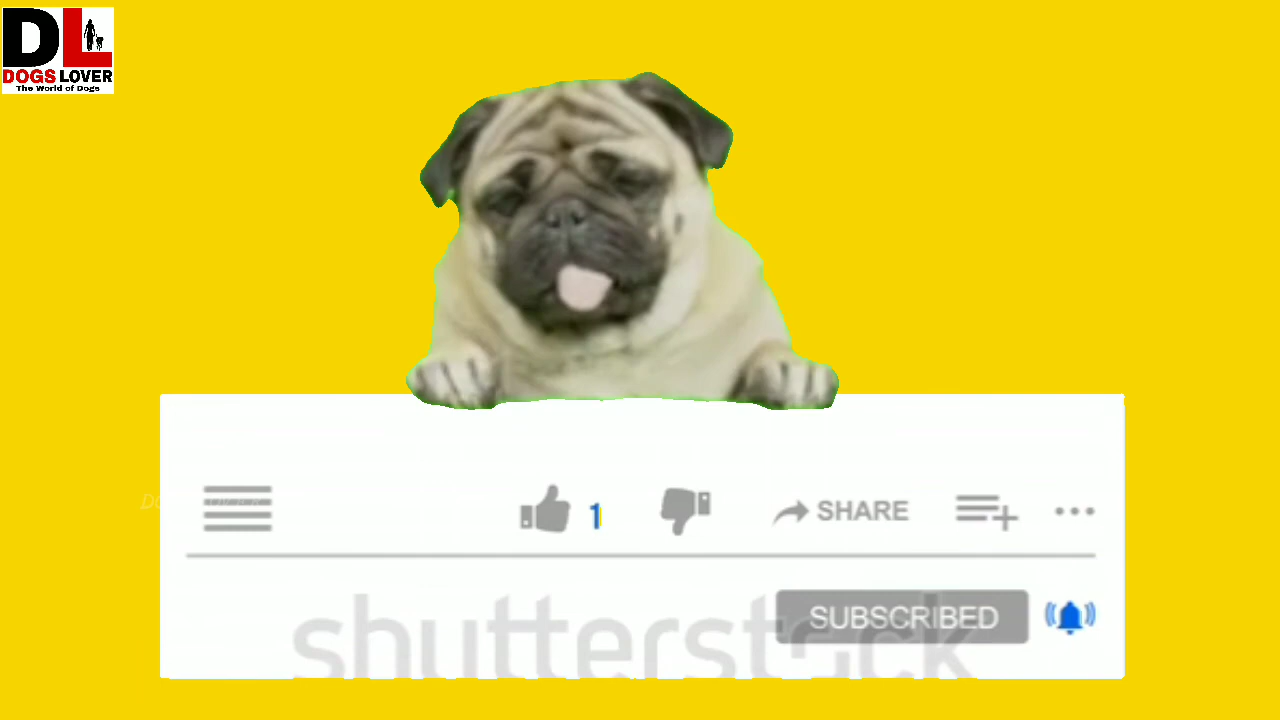 DL
DOGS LOVER
The World of Dogs
1
SHARE
SUBSCRIBED
shutterstock